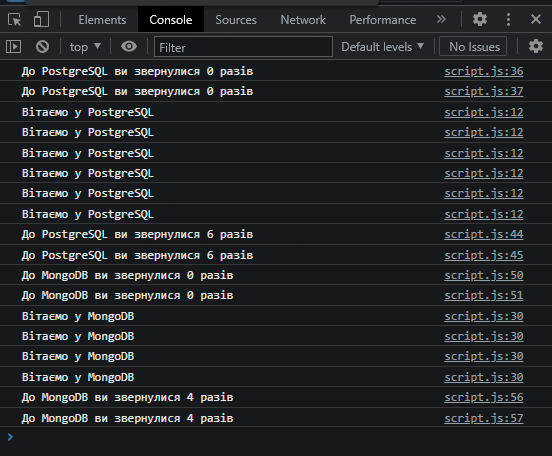 Elements Console Sources Network Performance »
top ▼ Filter Default levels ▼ No Issues
До PostgreSQL ви звернулися 0 разів script.js:36
До PostgreSQL ви звернулися 0 разів script.js:37
Вітаємо у PostgreSQL script.js:12
Вітаємо у PostgreSQL script.js:12
Вітаємо у PostgreSQL script.js:12
Вітаємо у PostgreSQL script.js:12
Вітаємо у PostgreSQL script.js:12
Вітаємо у PostgreSQL script.js:12
До PostgreSQL ви звернулися 6 разів script.js:44
До PostgreSQL ви звернулися 6 разів script.js:45
До MongoDB ви звернулися 0 разів script.js:50
До MongoDB ви звернулися 0 разів script.js:51
Вітаємо у MongoDB script.js:30
Вітаємо у MongoDB script.js:30
Вітаємо у MongoDB script.js:30
Вітаємо у MongoDB script.js:30
До MongoDB ви звернулися 4 разів script.js:56
До MongoDB ви звернулися 4 разів script.js:57